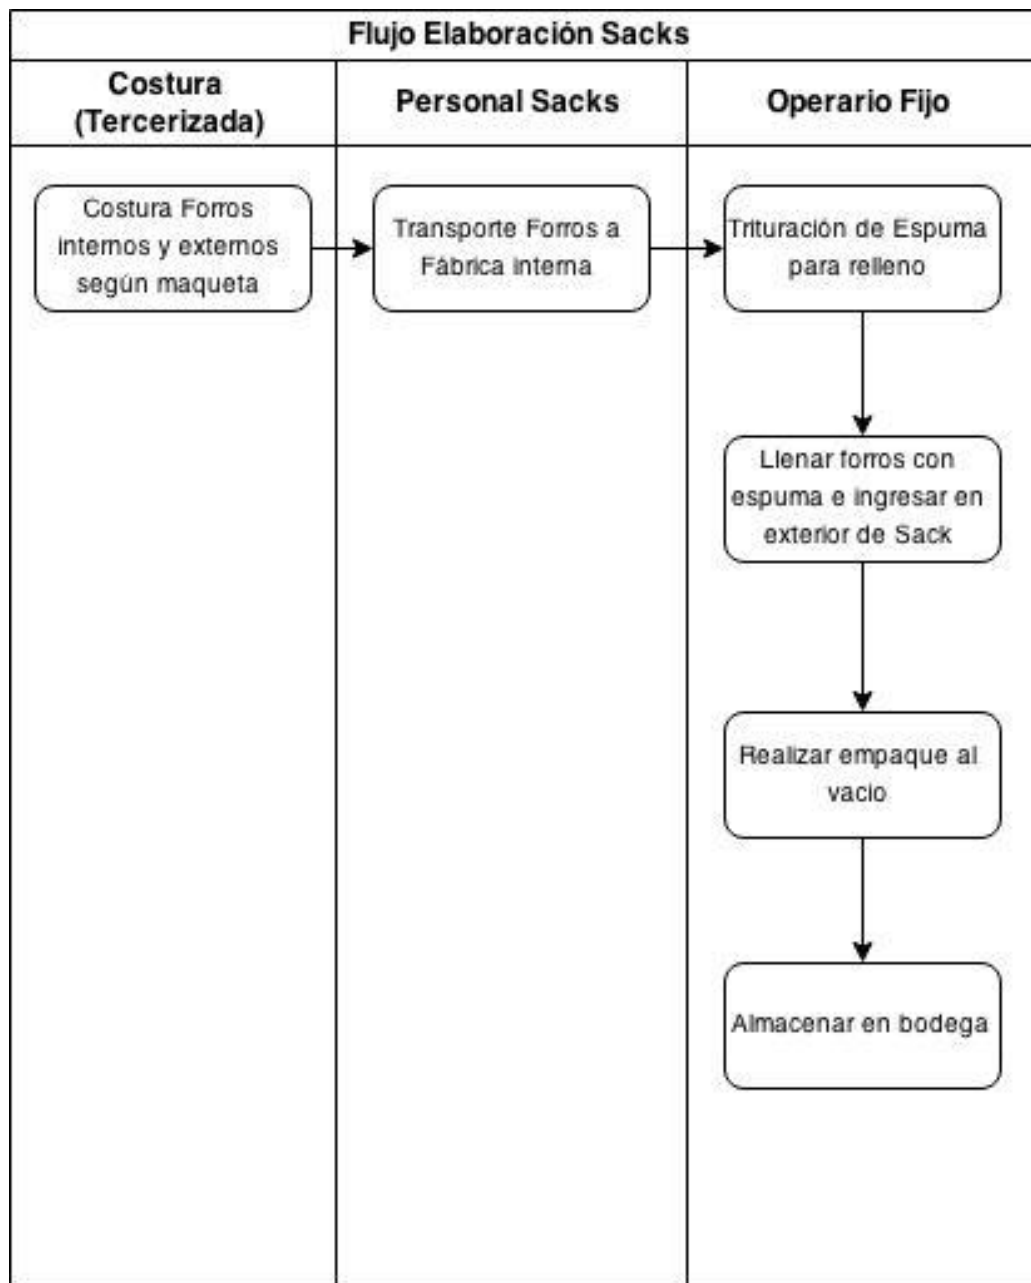 Flujo Elaboración Sacks
Costura
(Tercerizada)
Personal Sacks
Operario Fijo
Costura Forros
internos y externos
según maqueta
Transporte Forros a
Fábrica interna
Trituración de Espuma
para relleno
Llenar forros con
espuma e ingresar en
exterior de Sack
Realizar empaque al
vacio
Almacenar en bodega